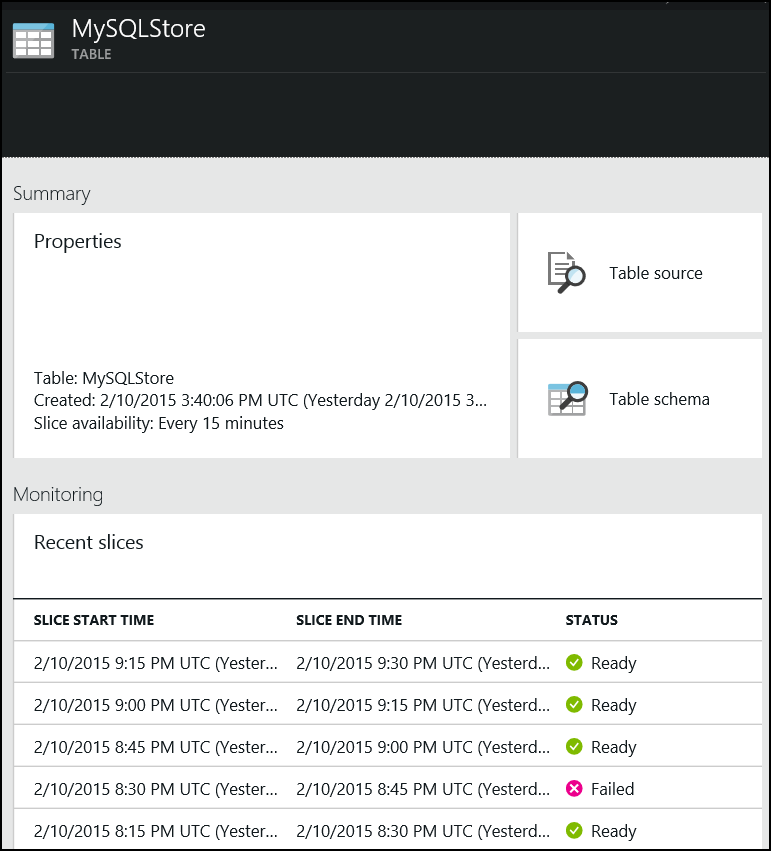 MySQLStore
TABLE
Summary
Properties
Table: MySQLStore
Created: 2/10/2015 3:40:06 PM UTC (Yesterday 2/10/2015 3...
Slice availability: Every 15 minutes
Table source
Table schema
Monitoring
Recent slices
SLICE START TIME SLICE END TIME STATUS
2/10/2015 9:15 PM UTC (Yester... 2/10/2015 9:30 PM UTC (Yesterd... Ready
2/10/2015 9:00 PM UTC (Yester... 2/10/2015 9:15 PM UTC (Yesterd... Ready
2/10/2015 8:45 PM UTC (Yester... 2/10/2015 9:00 PM UTC (Yesterd... Ready
2/10/2015 8:30 PM UTC (Yester... 2/10/2015 8:45 PM UTC (Yesterd... Failed
2/10/2015 8:15 PM UTC (Yester... 2/10/2015 8:30 PM UTC (Yesterd... Ready